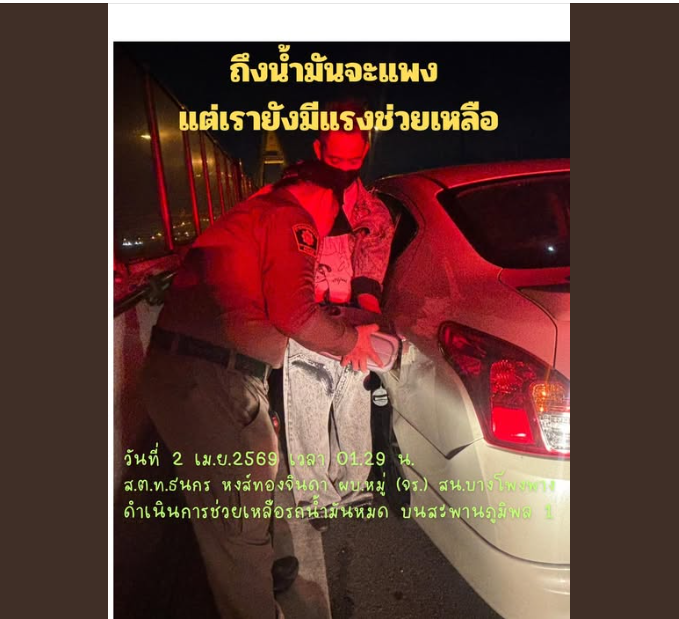 ถึงน้ำมันจะแพง
แต่เรายังมีแรงช่วยเหลือ
วันที่ 2 เม.ย.2569 เวลา 01.29 น.
ส.ต.ท.ธนกร หงส์ทองจินดา ผบ.หมู่ (จร.) สน.บางโพงพาง
ดำเนินการช่วยเหลือรถน้ำมันหมด บนสะพานภูมิพล 1